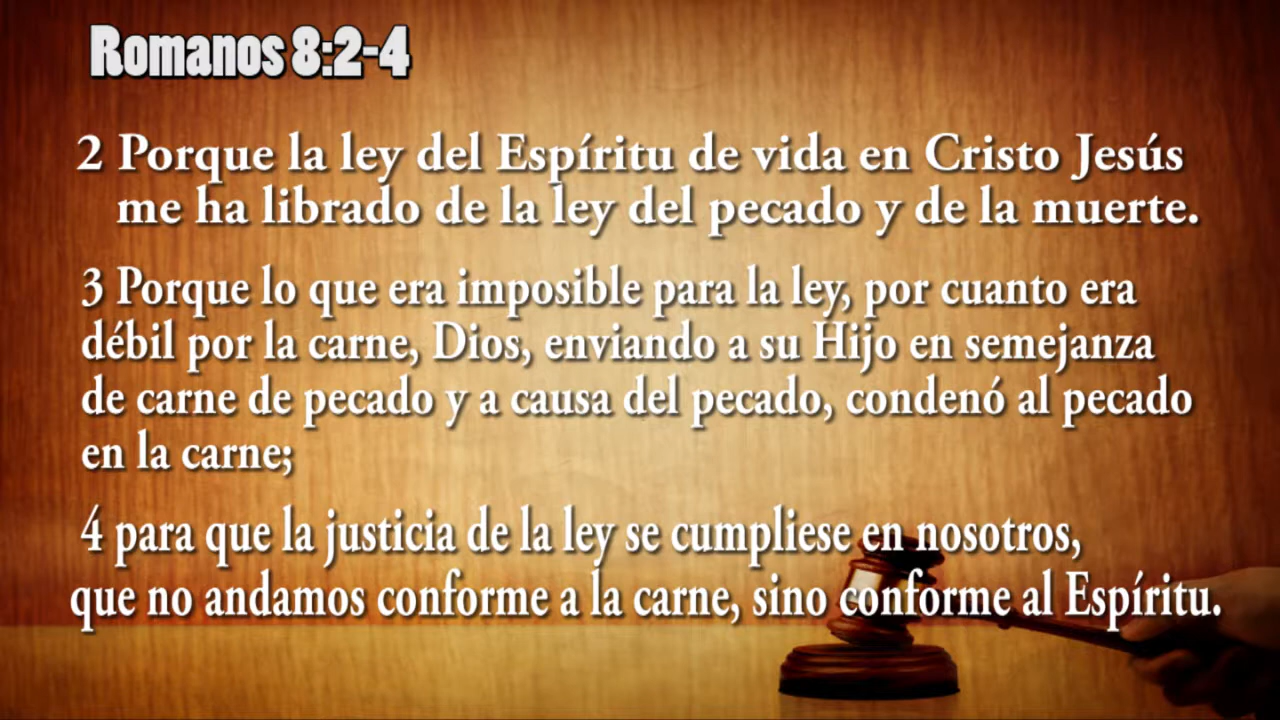 Romanos 8:2-4
2 Porque la ley del Espíritu de vida en Cristo Jesús
me ha librado de la ley del pecado y de la muerte.
3 Porque lo que era imposible para la ley, por cuanto era
débil por la carne, Dios, enviando a su Hijo en semejanza
de carne de pecado y a causa del pecado, condenó al pecado
en la carne;
4 para que la justicia de la ley se cumpliese en nosotros,
que no andamos conforme a la carne, sino conforme al Espíritu.